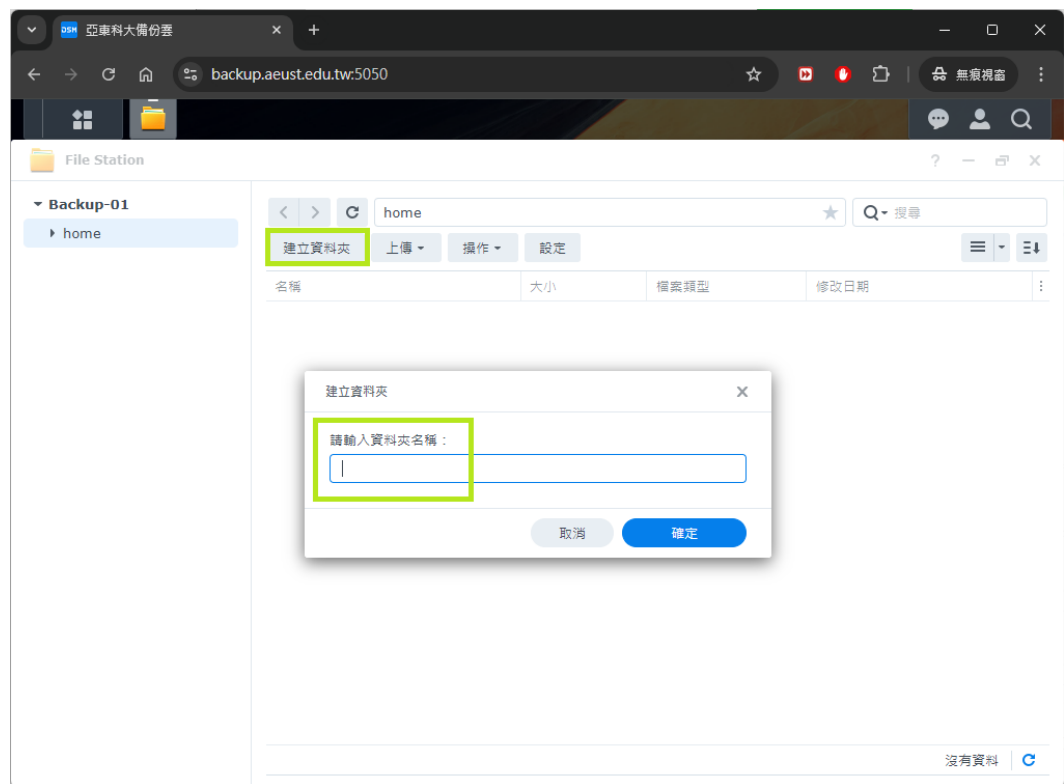 DSM 亞東科大備份雲
backup.aeust.edu.tw:5050
無痕視窗
File Station
Backup-01
home
home
搜尋
建立資料夾 上傳 操作 設定
名稱 大小 檔案類型 修改日期
建立資料夾
請輸入資料夾名稱：
取消 確定
沒有資料